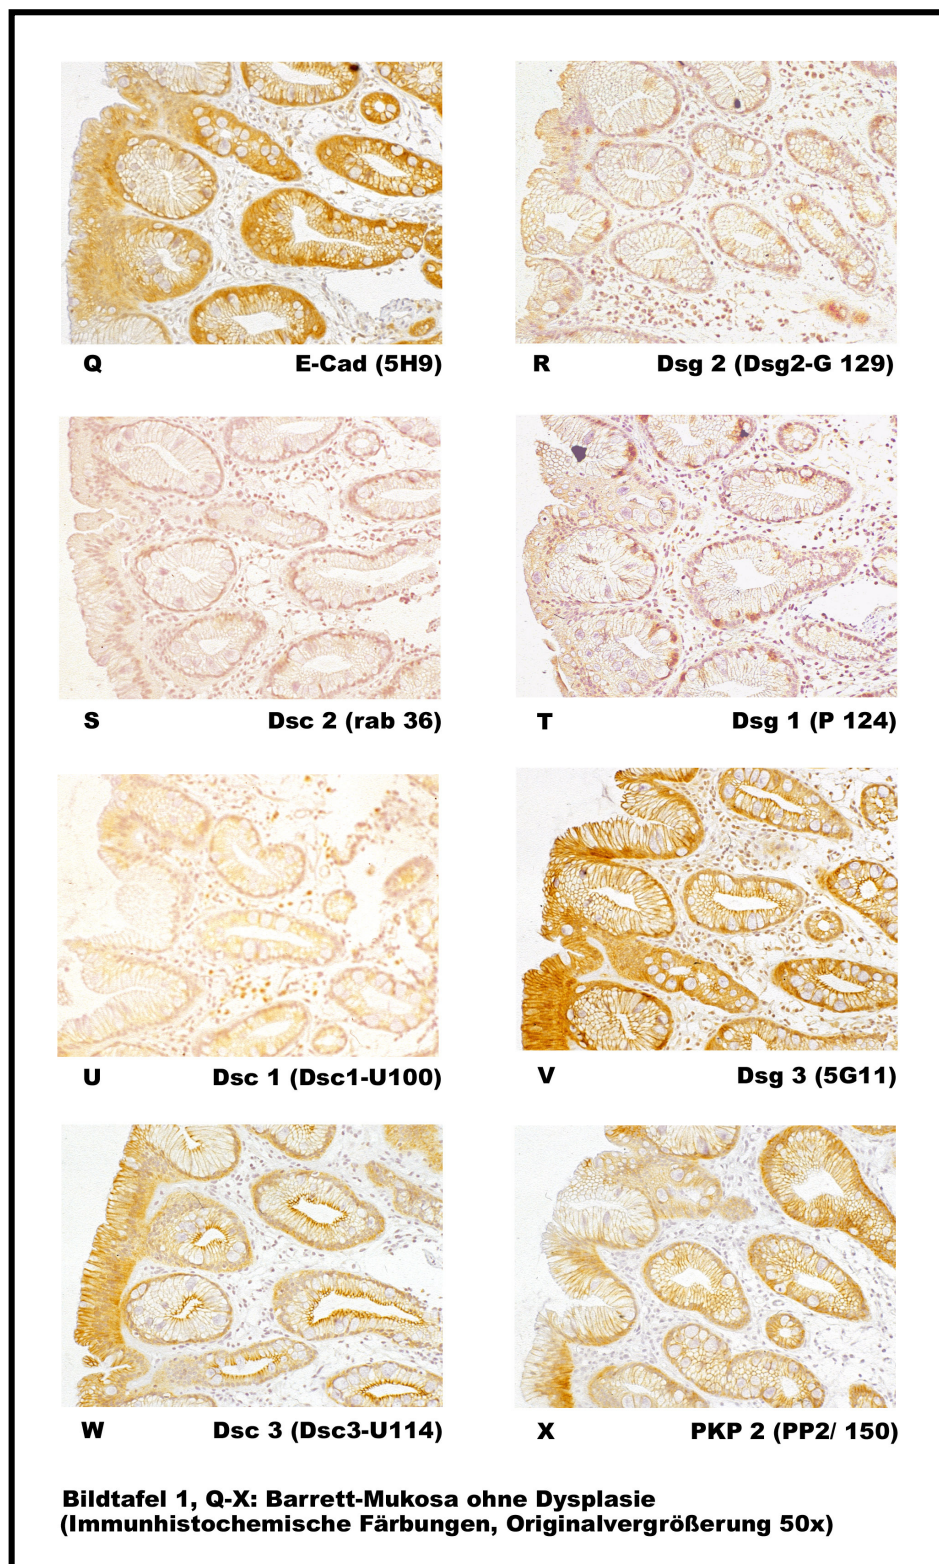 Q E-Cad (5H9)
R Dsg 2 (Dsg2-G 129)
S Dsc 2 (rab 36)
T Dsg 1 (P 124)
U Dsc 1 (Dsc1-U100)
V Dsg 3 (5G11)
W Dsc 3 (Dsc3-U114)
X PKP 2 (PP2/ 150)
Bildtafel 1, Q-X: Barrett-Mukosa ohne Dysplasie
(Immunhistochemische Färbungen, Originalvergrößerung 50x)